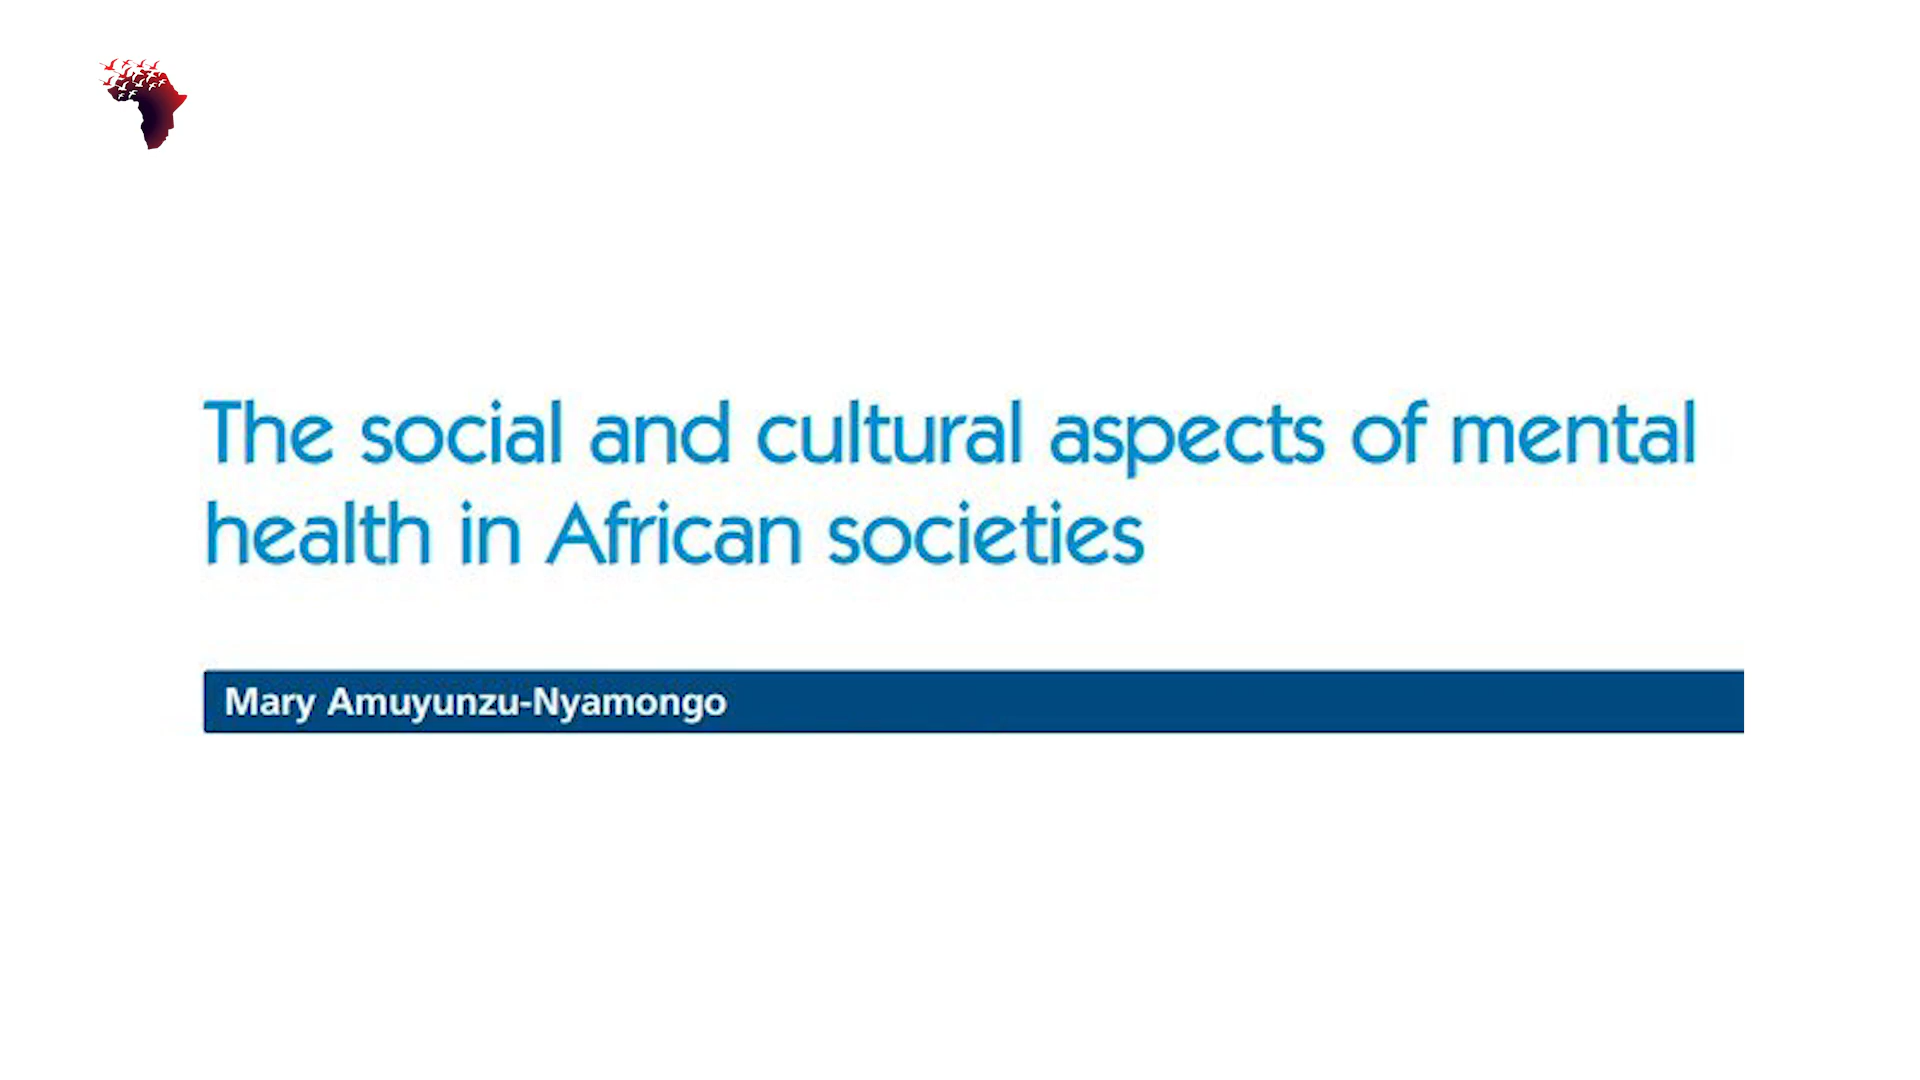 The social and cultural aspects of mental
health in African societies
Mary Amuyunzu-Nyamongo